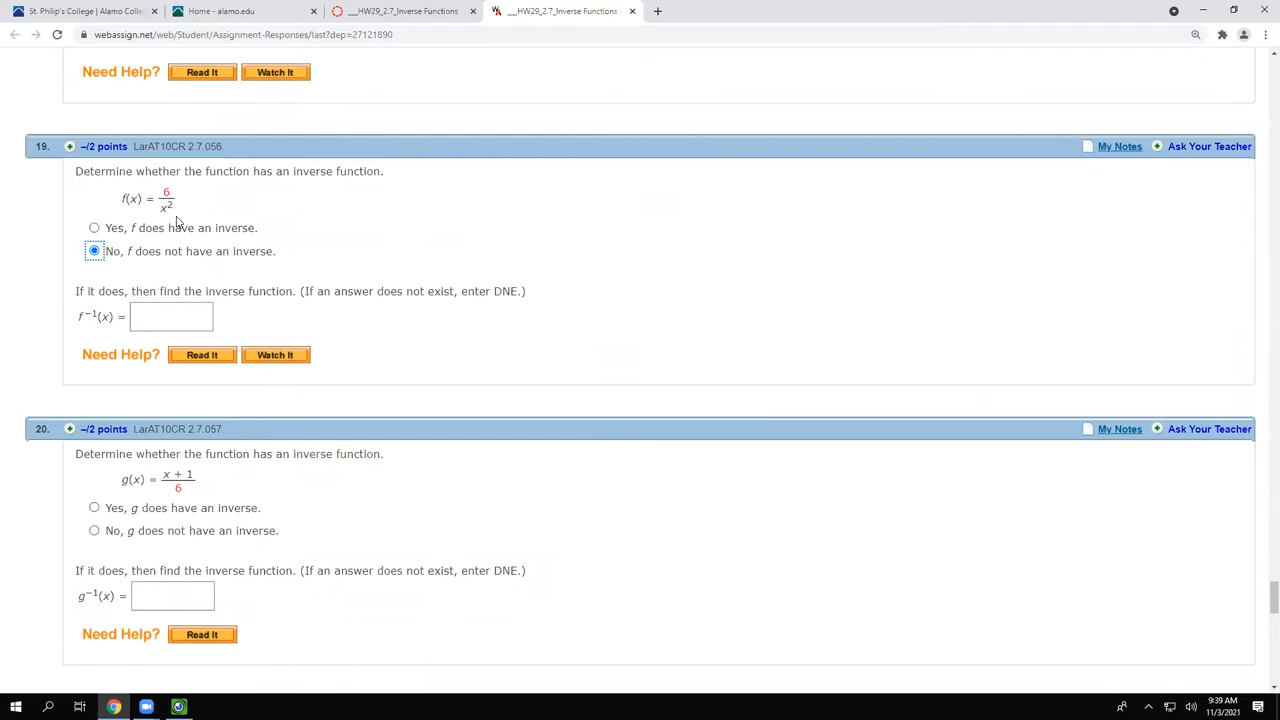 St. Philip's College | Alamo Colle
Home - alamo.edu
__HW29_2.7_Inverse Functions
__HW29_2.7_Inverse Functions -
webassign.net/web/Student/Assignment-Responses/last?dep=27121890
Need Help? Read It Watch It
19. –/2 points LarAT10CR 2.7.056. My Notes Ask Your Teacher
Determine whether the function has an inverse function.
f(x) = 6/x²
Yes, f does have an inverse.
No, f does not have an inverse.
If it does, then find the inverse function. (If an answer does not exist, enter DNE.)
f⁻¹(x) =
Need Help? Read It Watch It
20. –/2 points LarAT10CR 2.7.057. My Notes Ask Your Teacher
Determine whether the function has an inverse function.
g(x) = (x + 1)/6
Yes, g does have an inverse.
No, g does not have an inverse.
If it does, then find the inverse function. (If an answer does not exist, enter DNE.)
g⁻¹(x) =
Need Help? Read It
9:39 AM
11/3/2021